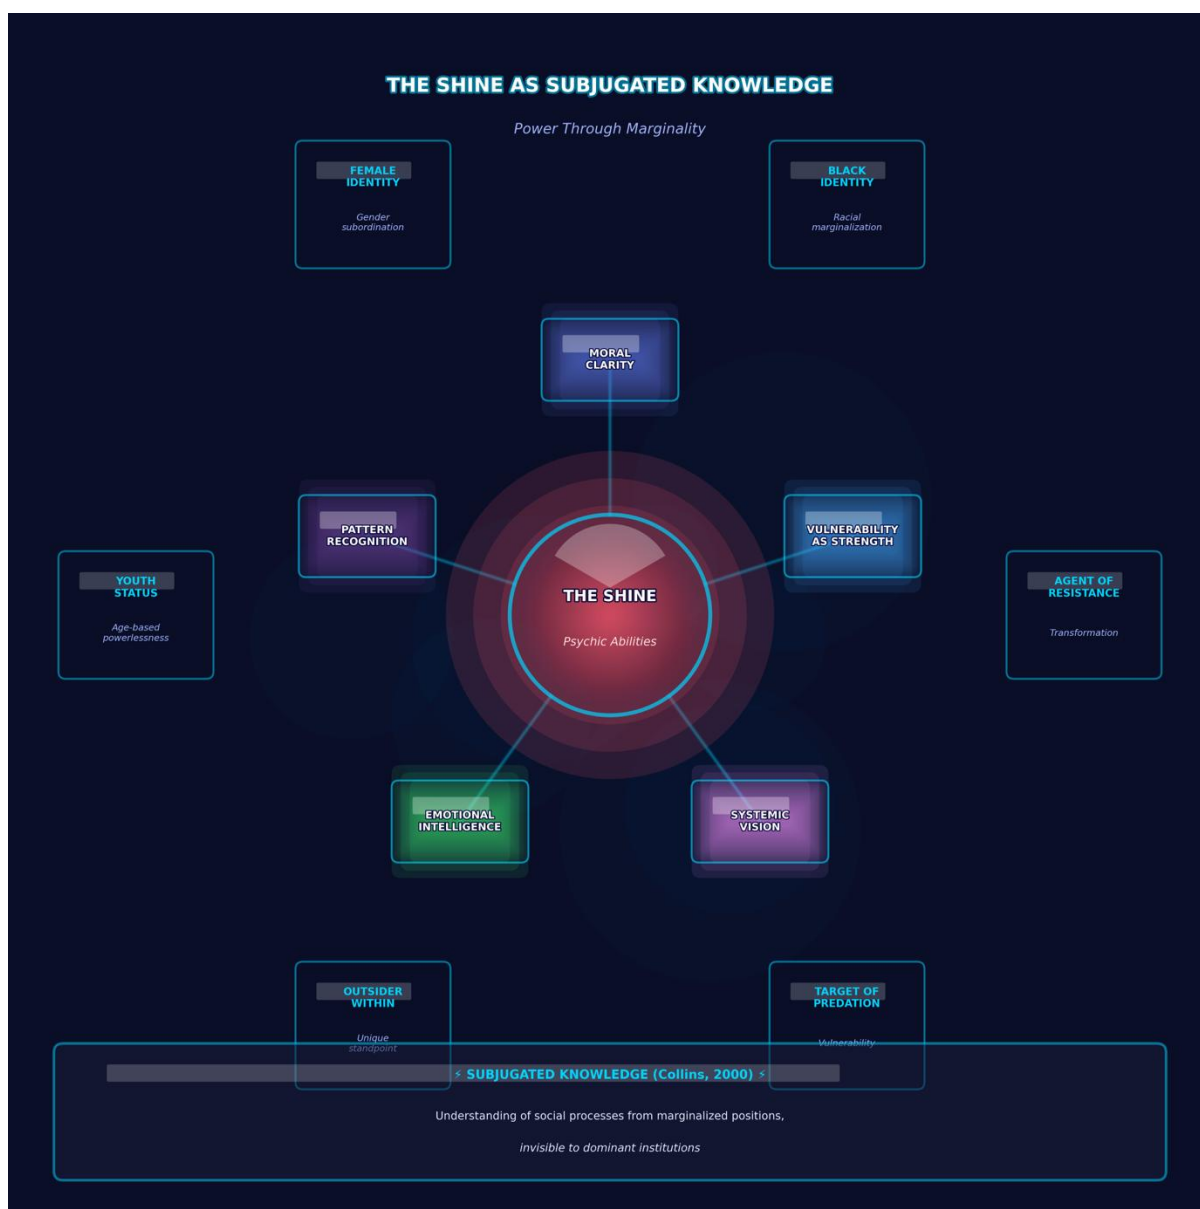 THE SHINE AS SUBJUGATED KNOWLEDGE
Power Through Marginality
FEMALE
IDENTITY
Gender
subordination
BLACK
IDENTITY
Racial
marginalization
MORAL
CLARITY
PATTERN
RECOGNITION
VULNERABILITY
AS STRENGTH
YOUTH
STATUS
Age-based
powerlessness
THE SHINE
Psychic Abilities
AGENT OF
RESISTANCE
Transformation
EMOTIONAL
INTELLIGENCE
SYSTEMIC
VISION
OUTSIDER
WITHIN
Unique
standpoint
TARGET OF
PREDATION
Vulnerability
⚡ SUBJUGATED KNOWLEDGE (Collins, 2000) ⚡
Understanding of social processes from marginalized positions,
invisible to dominant institutions